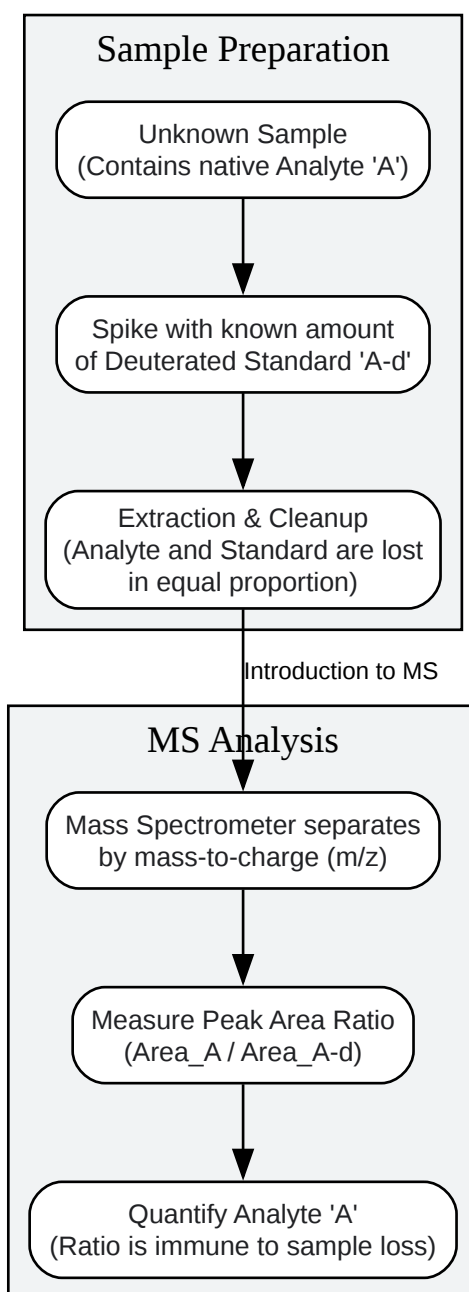 Sample Preparation
Unknown Sample
(Contains native Analyte 'A')
Spike with known amount
of Deuterated Standard 'A-d'
Extraction & Cleanup
(Analyte and Standard are lost
in equal proportion)
Introduction to MS
MS Analysis
Mass Spectrometer separates
by mass-to-charge (m/z)
Measure Peak Area Ratio
(Area_A / Area_A-d)
Quantify Analyte 'A'
(Ratio is immune to sample loss)